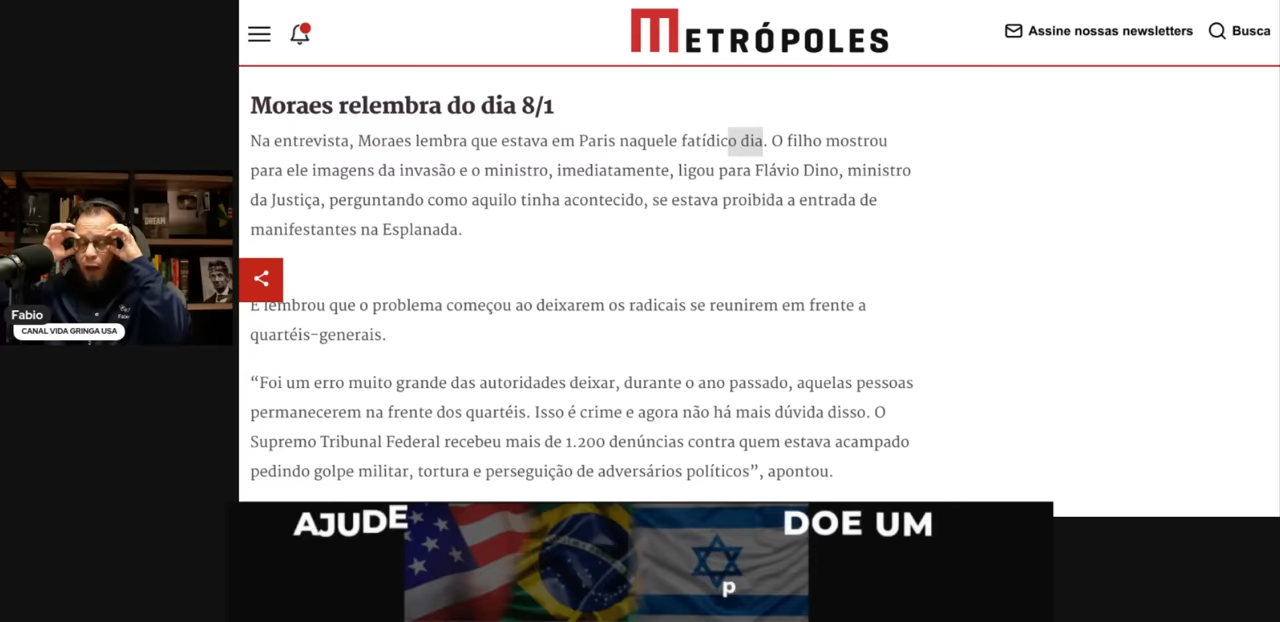 METRÓPOLES
Assine nossas newsletters
Busca
Moraes relembra do dia 8/1
Na entrevista, Moraes lembra que estava em Paris naquele fatídico dia. O filho mostrou
para ele imagens da invasão e o ministro, imediatamente, ligou para Flávio Dino, ministro
da Justiça, perguntando como aquilo tinha acontecido, se estava proibida a entrada de
manifestantes na Esplanada.
E lembrou que o problema começou ao deixarem os radicais se reunirem em frente a
quartéis-generais.
“Foi um erro muito grande das autoridades deixar, durante o ano passado, aquelas pessoas
permanecerem na frente dos quartéis. Isso é crime e agora não há mais dúvida disso. O
Supremo Tribunal Federal recebeu mais de 1.200 denúncias contra quem estava acampado
pedindo golpe militar, tortura e perseguição de adversários políticos”, apontou.
DREAM
Fabio
CANAL VIDA GRINGA USA
AJUDE
DOE UM
p